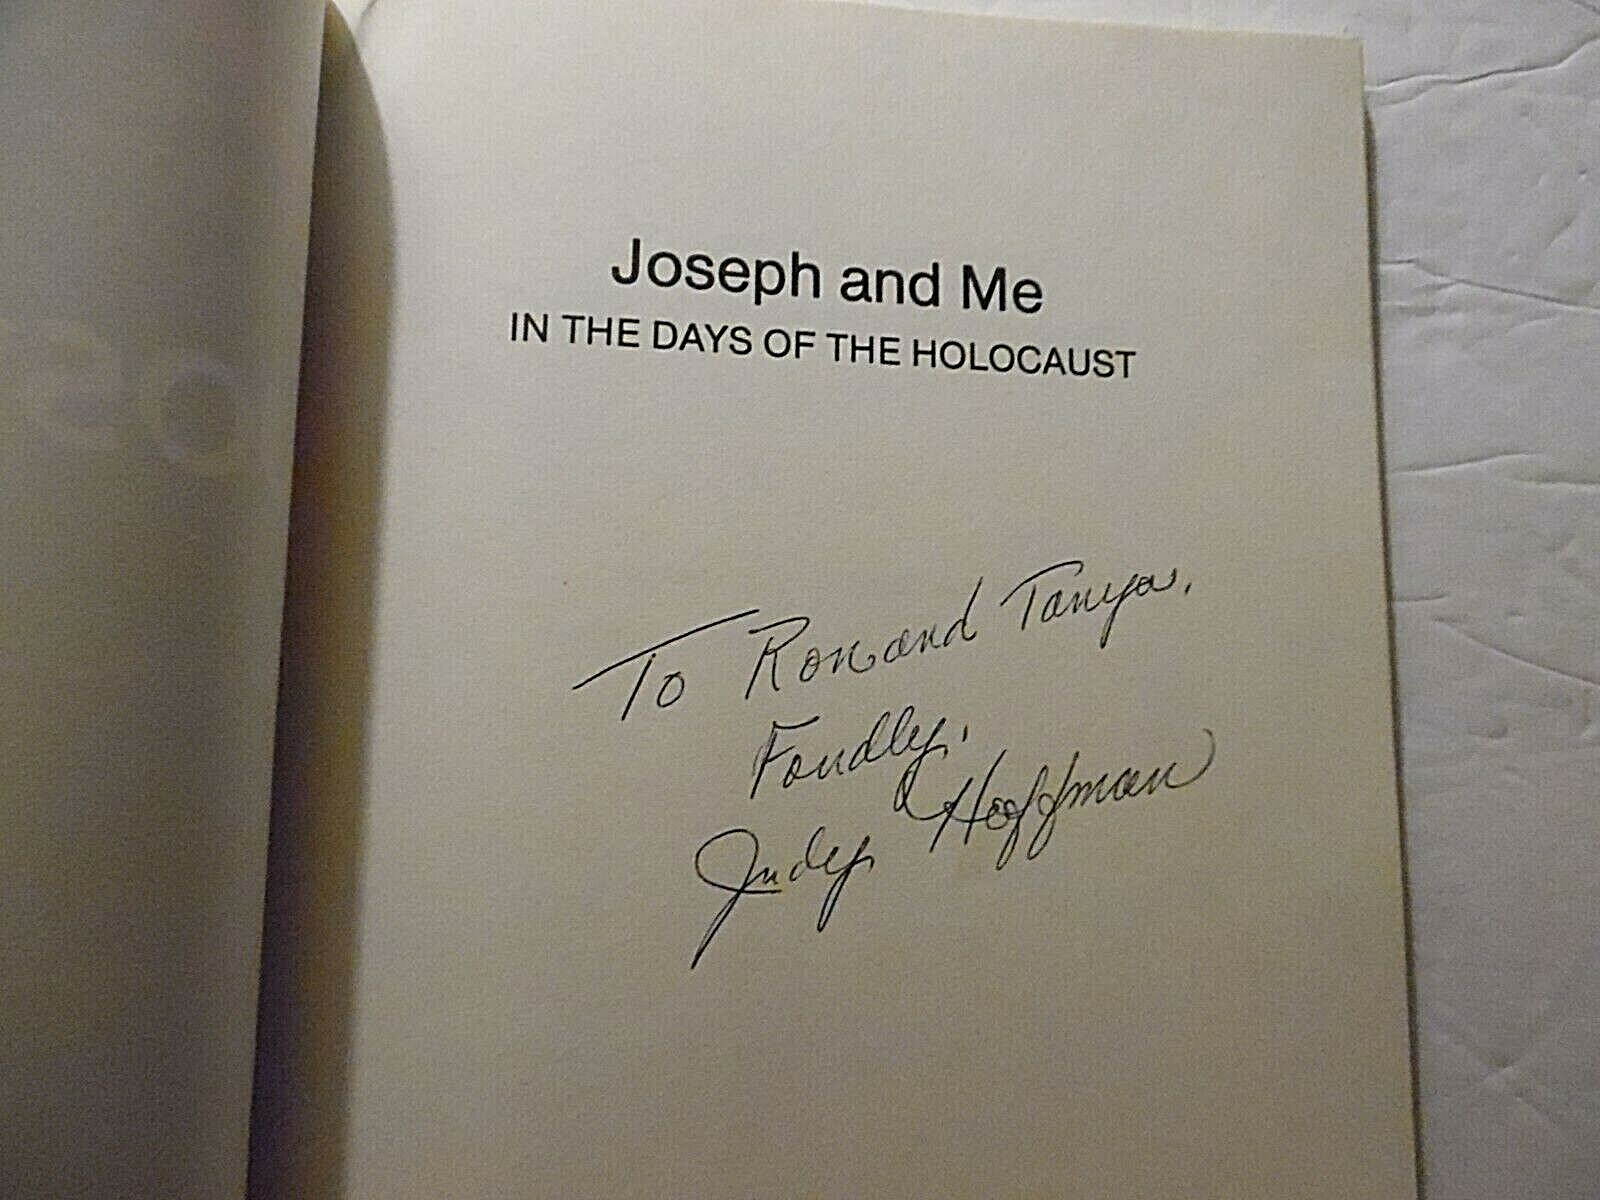 Joseph and Me
IN THE DAYS OF THE HOLOCAUST
To Ron and Tanya,
Fondly,
Judy Hoffman